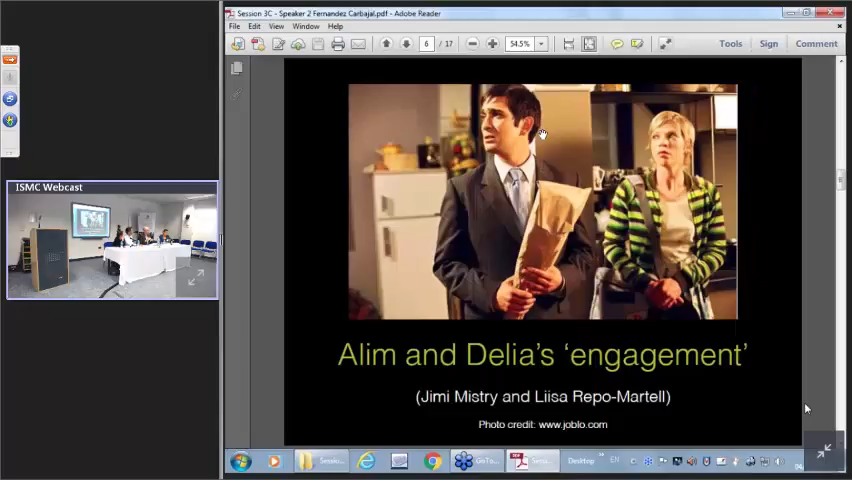 Session 3C - Speaker 2 Fernandez Carbajal.pdf - Adobe Reader
File Edit View Window Help
6 / 17 54.5% Tools Sign Comment
ISMC Webcast
Alim and Delia's 'engagement'
(Jimi Mistry and Liisa Repo-Martell)
Photo credit: www.joblo.com
GoTo... Desktop EN